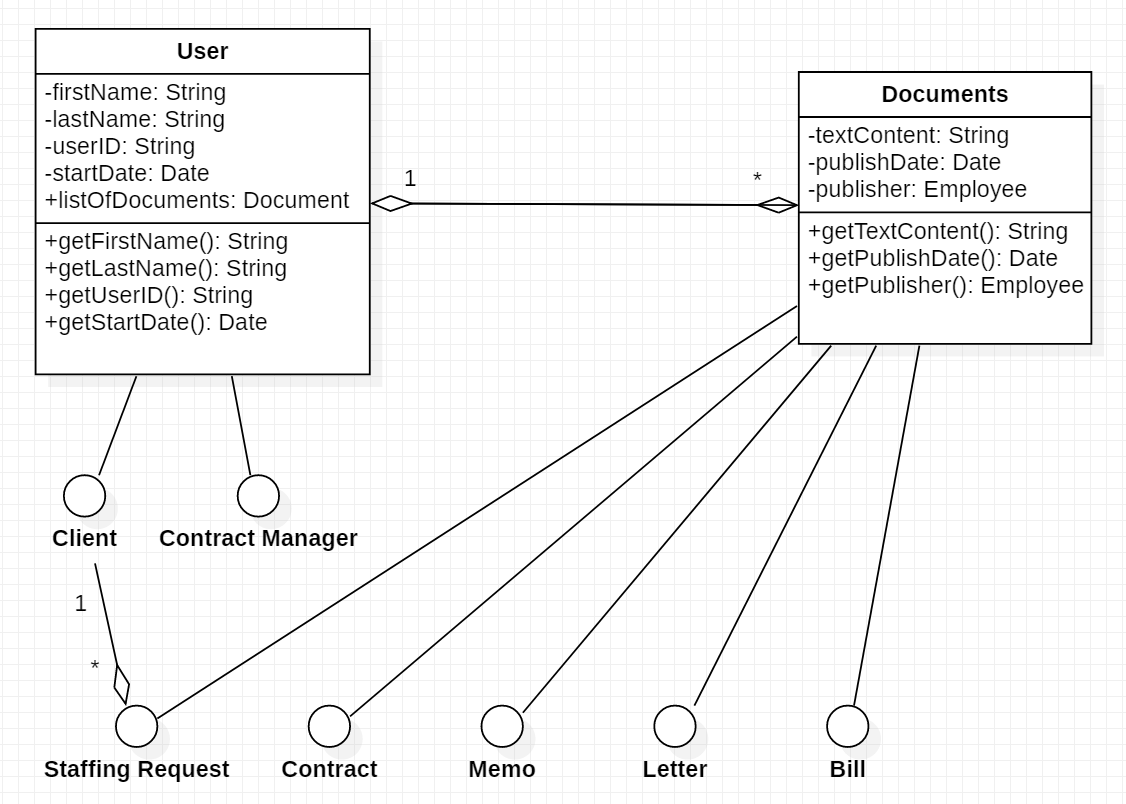 User
-firstName: String
-lastName: String
-userID: String
-startDate: Date
+listOfDocuments: Document
+getFirstName(): String
+getLastName(): String
+getUserID(): String
+getStartDate(): Date
1
*
Documents
-textContent: String
-publishDate: Date
-publisher: Employee
+getTextContent(): String
+getPublishDate(): Date
+getPublisher(): Employee
Client
Contract Manager
1
*
Staffing Request
Contract
Memo
Letter
Bill